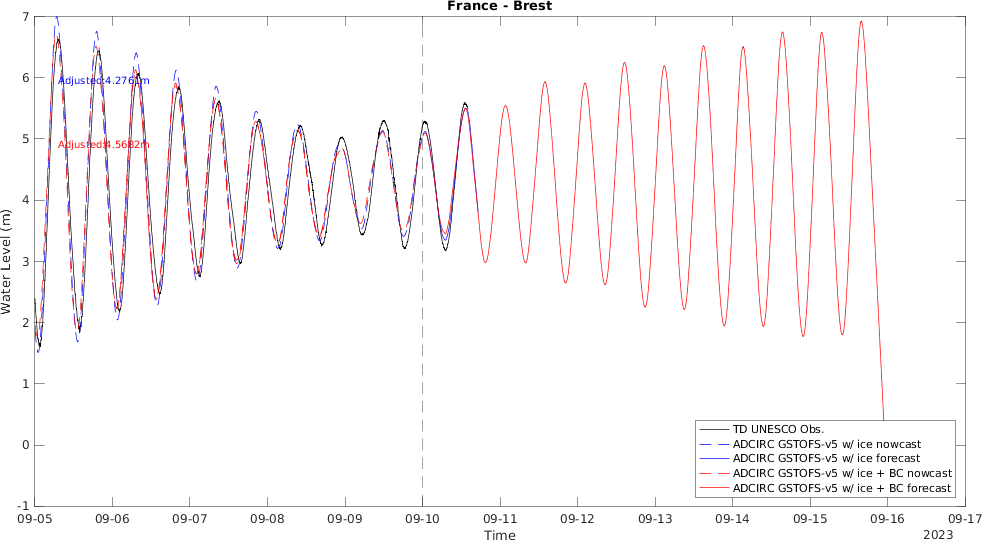 France - Brest
7
6
5
4
3
2
1
0
-1
Water Level (m)
Adjusted:4.2761m
Adjusted:4.5682m
09-05
09-06
09-07
09-08
09-09
09-10
09-11
09-12
09-13
09-14
09-15
09-16
09-17
Time
2023
TD UNESCO Obs.
ADCIRC GSTOFS-v5 w/ ice nowcast
ADCIRC GSTOFS-v5 w/ ice forecast
ADCIRC GSTOFS-v5 w/ ice + BC nowcast
ADCIRC GSTOFS-v5 w/ ice + BC forecast